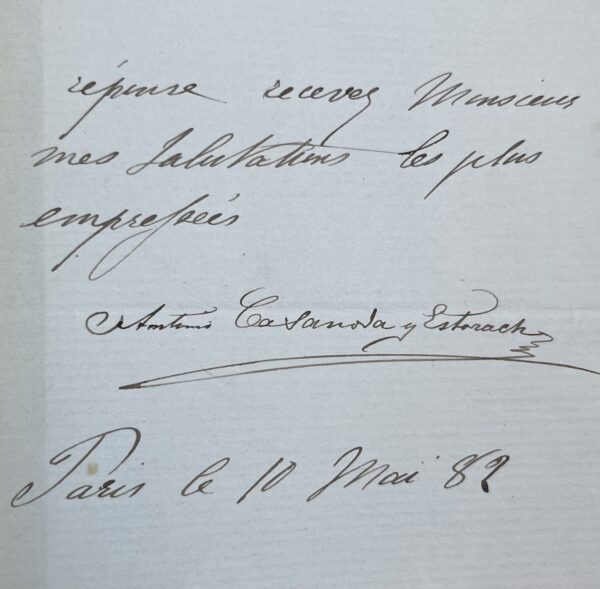 réponse recevez Monsieur
mes Salutations les plus
empressées
Antonio Casanova y Estorach
Paris le 10 Mai 82